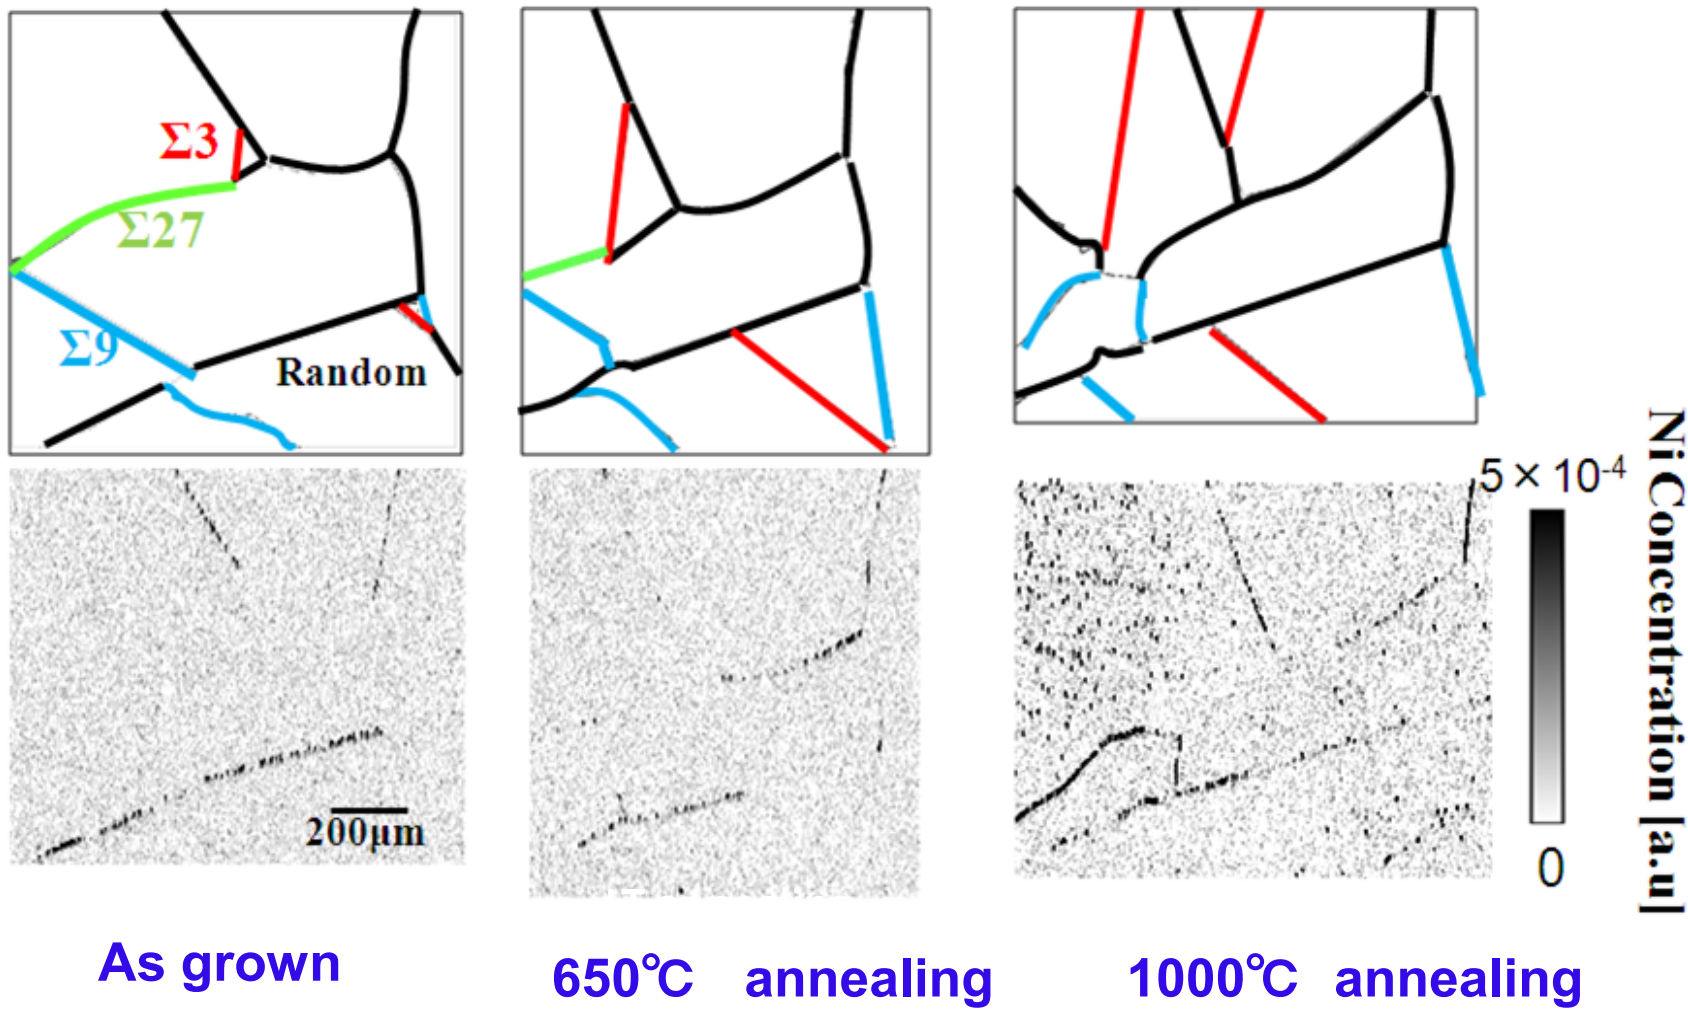 Σ3
Σ27
Σ9
Random
200μm
5×10-4
0
Ni Concentration [a.u]
As grown
650℃ annealing
1000℃ annealing